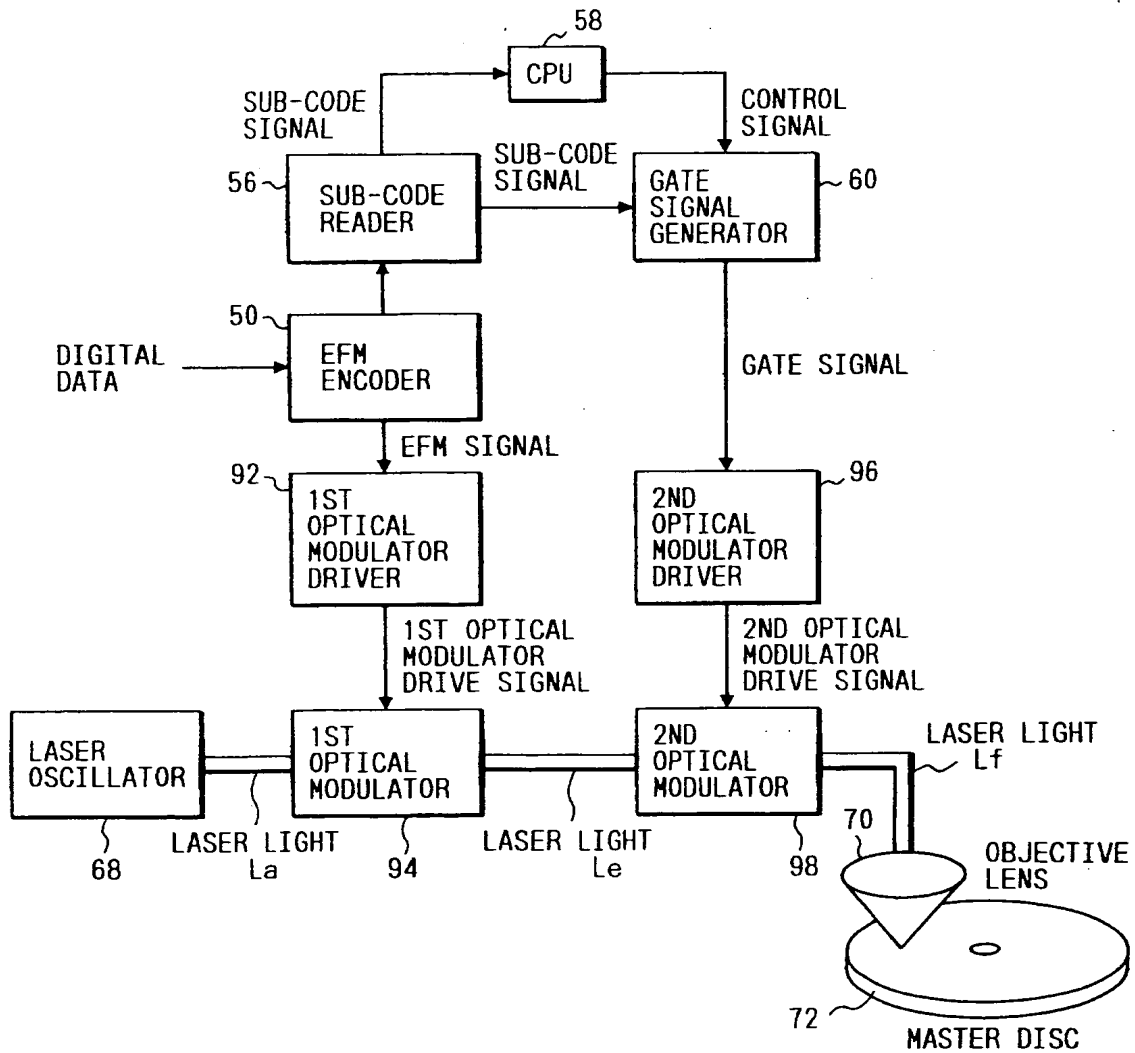 58
CPU
SUB-CODE
SIGNAL
CONTROL
SIGNAL
56
SUB-CODE
READER
SUB-CODE
SIGNAL
GATE
SIGNAL
GENERATOR
60
50
EFM
ENCODER
DIGITAL
DATA
GATE SIGNAL
EFM SIGNAL
92
1ST
OPTICAL
MODULATOR
DRIVER
96
2ND
OPTICAL
MODULATOR
DRIVER
1ST OPTICAL
MODULATOR
DRIVE SIGNAL
2ND OPTICAL
MODULATOR
DRIVE SIGNAL
LASER
OSCILLATOR
68
LASER LIGHT
La
1ST
OPTICAL
MODULATOR
94
LASER LIGHT
Le
2ND
OPTICAL
MODULATOR
98
LASER LIGHT
Lf
70
OBJECTIVE
LENS
72
MASTER DISC